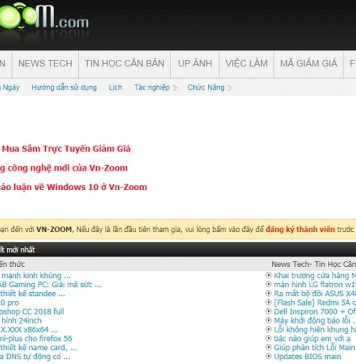 OM.com
N NEWS TECH TIN HỌC CĂN BẢN UP ẢNH VIỆC LÀM MÃ GIẢM GIÁ F
Ngày Hướng dẫn sử dụng Lịch Tác nghiệp Chức Năng
Mua Sắm Trực Tuyến Giảm Giá
g công nghệ mới của Vn-Zoom
ảo luận về Windows 10 ở Vn-Zoom
ạn đến với VN-ZOOM, Nếu đây là lần đầu tiên tham gia, vui lòng bấm vào đây để đăng ký thành viên trước
ết mới nhất
ến thức
mạnh kinh khủng ...
GB Gaming PC: Giá mã sức ...
thiết kế standee ...
0 pro
oshop CC 2018 full
hình 24inch
X.XXX x86x64 ...
ni-plus cho firefox 56
thiết kế name card, ...
a DNS tự động có ...
News Tech- Tin Học Căn
Khai trương cửa hàng M
màn hình LG flatron w1
Ra mắt bộ đôi ASUS X4
[Flash Sale] Redmi 5A c
Dell Inspiron 7000 + Of
Máy khởi động báo lỗi
Lỗi không hiện khung hi
bác nào giúp em với ạ
Giúp phân tích Lỗi Main
Updates BIOS main